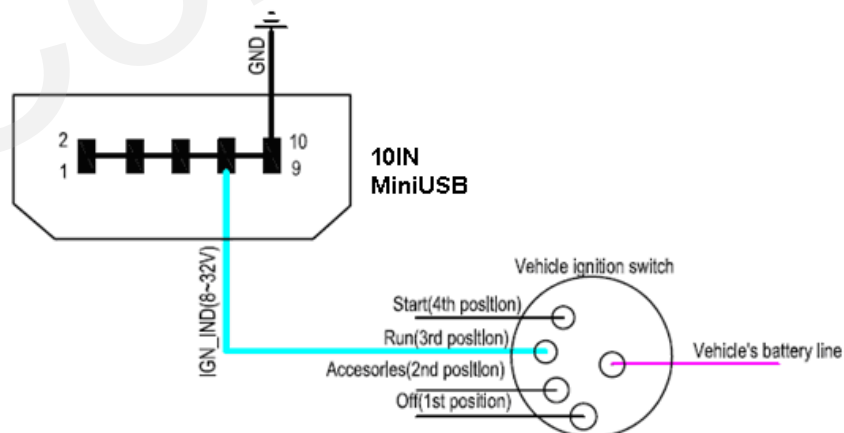 GND
2
10
1
9
10IN
MiniUSB
IGN_IND(8~32V)
Vehicle ignition switch
Start(4th position)
Run(3rd position)
Vehicle's battery line
Accesories(2nd position)
Off(1st position)